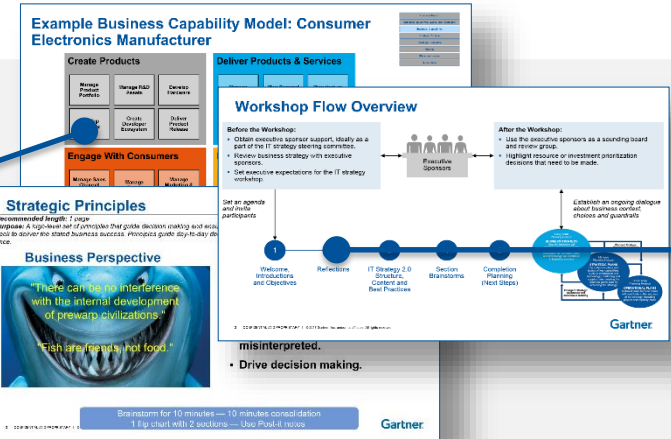 Example Business Capability Model: Consumer
Electronics Manufacturer
Create Products
Deliver Products & Services
Manage
Product
Portfolio
Manage R&D
Assets
Develop
Hardware
Create
Developer
Ecosystem
Deliver
Product
Release
Engage With Consumers
Manage Sales
Manage
Manage
Marketing &
Workshop Flow Overview
Before the Workshop:
• Obtain executive sponsor support, ideally as a
part of the IT strategy steering committee.
• Review business strategy with executive
sponsors.
• Set executive expectations for the IT strategy
workshop.
Executive
Sponsors
After the Workshop:
• Use the executive sponsors as a sounding board
and review group.
• Highlight resource or investment prioritization
decisions that need to be made.
Set an agenda
and invite
participants
Establish an ongoing dialogue
about business context,
choices and guardrails
1
Welcome,
Introductions
and Objectives
Reflections
IT Strategy 2.0
Structure,
Content and
Best Practices
Section
Brainstorms
Completion
Planning
(Next Steps)
Gartner
Strategic Principles
Recommended length: 1 page
Business Perspective
"There can be no interference
with the internal development
of prewarp civilizations."
"Fish are friends, not food."
misinterpreted.
• Drive decision making.
Brainstorm for 10 minutes — 10 minutes consolidation
1 flip chart with 2 sections — Use Post-it notes
Gartner